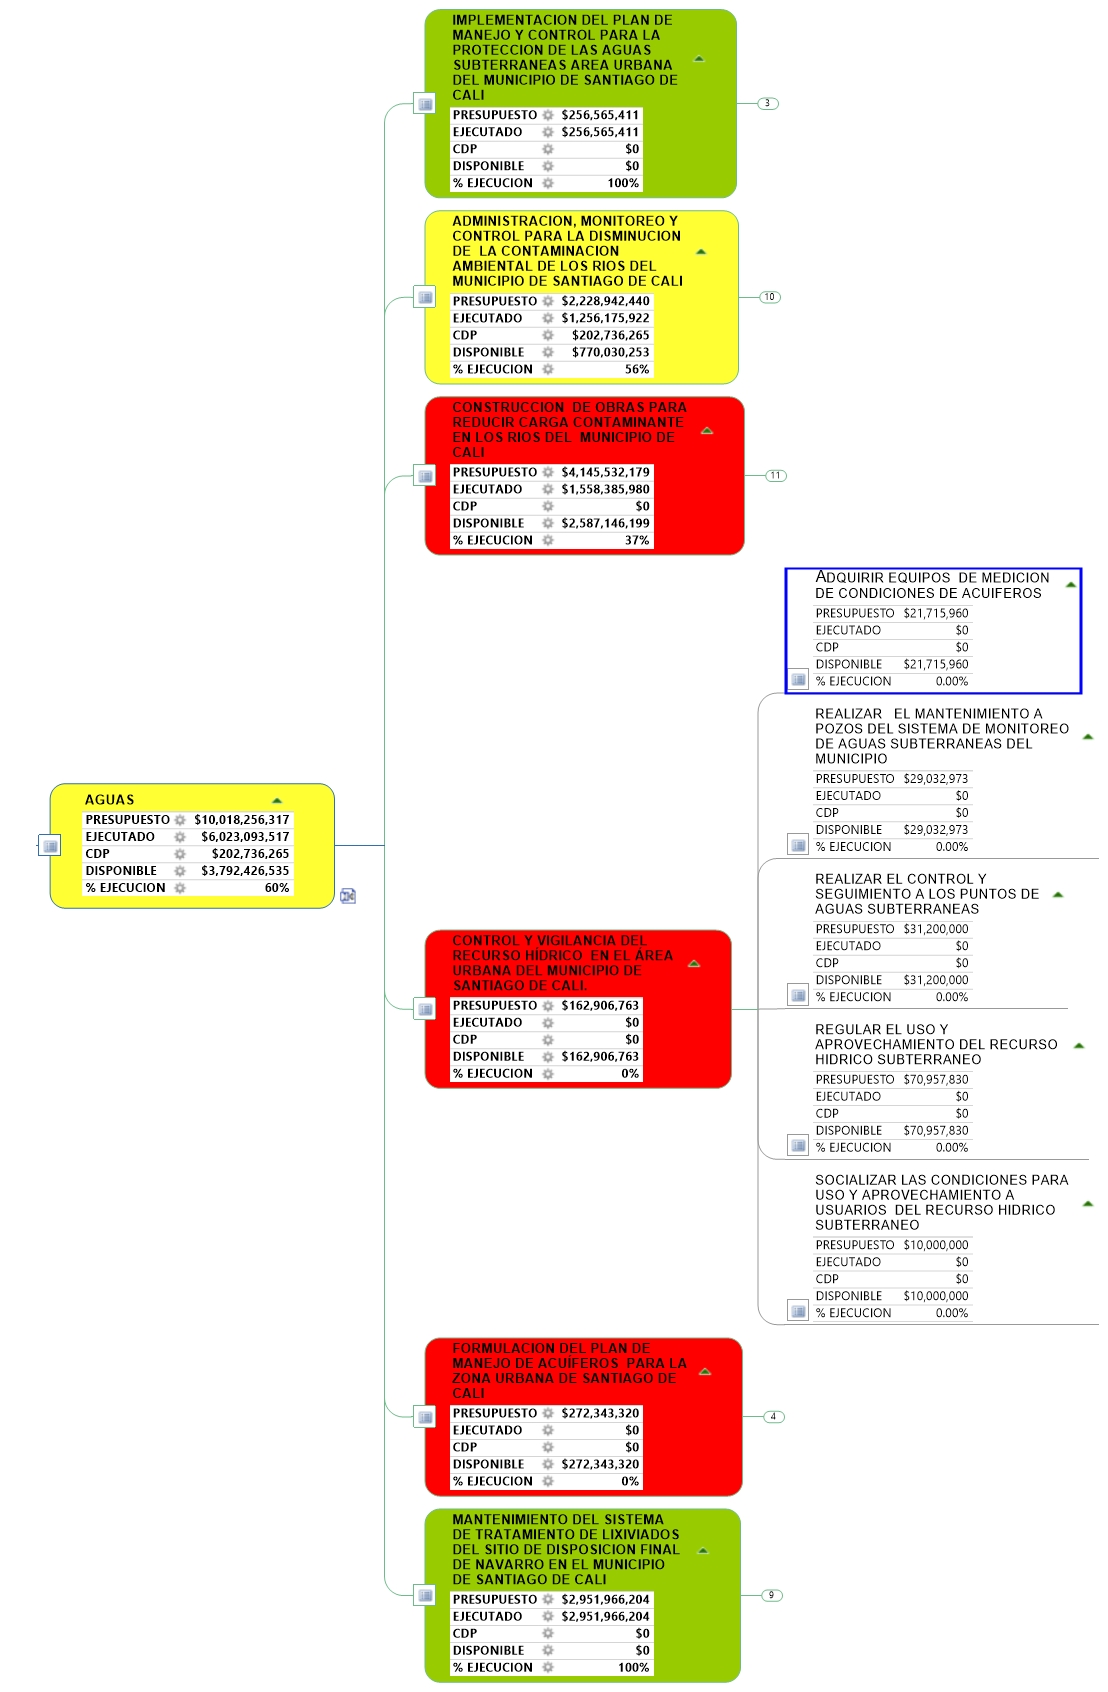 IMPLEMENTACION DEL PLAN DE
MANEJO Y CONTROL PARA LA
PROTECCION DE LAS AGUAS
SUBTERRANEAS AREA URBANA
DEL MUNICIPIO DE SANTIAGO DE
CALI
PRESUPUESTO $256,565,411
EJECUTADO $256,565,411
CDP $0
DISPONIBLE $0
% EJECUCION 100%
3
ADMINISTRACION, MONITOREO Y
CONTROL PARA LA DISMINUCION
DE LA CONTAMINACION
AMBIENTAL DE LOS RIOS DEL
MUNICIPIO DE SANTIAGO DE CALI
PRESUPUESTO $2,228,942,440
EJECUTADO $1,256,175,922
CDP $202,736,265
DISPONIBLE $770,030,253
% EJECUCION 56%
10
CONSTRUCCION DE OBRAS PARA
REDUCIR CARGA CONTAMINANTE
EN LOS RIOS DEL MUNICIPIO DE
CALI
PRESUPUESTO $4,145,532,179
EJECUTADO $1,558,385,980
CDP $0
DISPONIBLE $2,587,146,199
% EJECUCION 37%
11
ADQUIRIR EQUIPOS DE MEDICION
DE CONDICIONES DE ACUIFEROS
PRESUPUESTO $21,715,960
EJECUTADO $0
CDP $0
DISPONIBLE $21,715,960
% EJECUCION 0.00%
REALIZAR EL MANTENIMIENTO A
POZOS DEL SISTEMA DE MONITOREO
DE AGUAS SUBTERRANEAS DEL
MUNICIPIO
PRESUPUESTO $29,032,973
EJECUTADO $0
CDP $0
DISPONIBLE $29,032,973
% EJECUCION 0.00%
AGUAS
PRESUPUESTO $10,018,256,317
EJECUTADO $6,023,093,517
CDP $202,736,265
DISPONIBLE $3,792,426,535
% EJECUCION 60%
REALIZAR EL CONTROL Y
SEGUIMIENTO A LOS PUNTOS DE
AGUAS SUBTERRANEAS
PRESUPUESTO $31,200,000
EJECUTADO $0
CDP $0
DISPONIBLE $31,200,000
% EJECUCION 0.00%
CONTROL Y VIGILANCIA DEL
RECURSO HÍDRICO EN EL ÁREA
URBANA DEL MUNICIPIO DE
SANTIAGO DE CALI.
PRESUPUESTO $162,906,763
EJECUTADO $0
CDP $0
DISPONIBLE $162,906,763
% EJECUCION 0%
REGULAR EL USO Y
APROVECHAMIENTO DEL RECURSO
HIDRICO SUBTERRANEO
PRESUPUESTO $70,957,830
EJECUTADO $0
CDP $0
DISPONIBLE $70,957,830
% EJECUCION 0.00%
SOCIALIZAR LAS CONDICIONES PARA
USO Y APROVECHAMIENTO A
USUARIOS DEL RECURSO HIDRICO
SUBTERRANEO
PRESUPUESTO $10,000,000
EJECUTADO $0
CDP $0
DISPONIBLE $10,000,000
% EJECUCION 0.00%
FORMULACION DEL PLAN DE
MANEJO DE ACUÍFEROS PARA LA
ZONA URBANA DE SANTIAGO DE
CALI
PRESUPUESTO $272,343,320
EJECUTADO $0
CDP $0
DISPONIBLE $272,343,320
% EJECUCION 0%
4
MANTENIMIENTO DEL SISTEMA
DE TRATAMIENTO DE LIXIVIADOS
DEL SITIO DE DISPOSICION FINAL
DE NAVARRO EN EL MUNICIPIO
DE SANTIAGO DE CALI
PRESUPUESTO $2,951,966,204
EJECUTADO $2,951,966,204
CDP $0
DISPONIBLE $0
% EJECUCION 100%
9